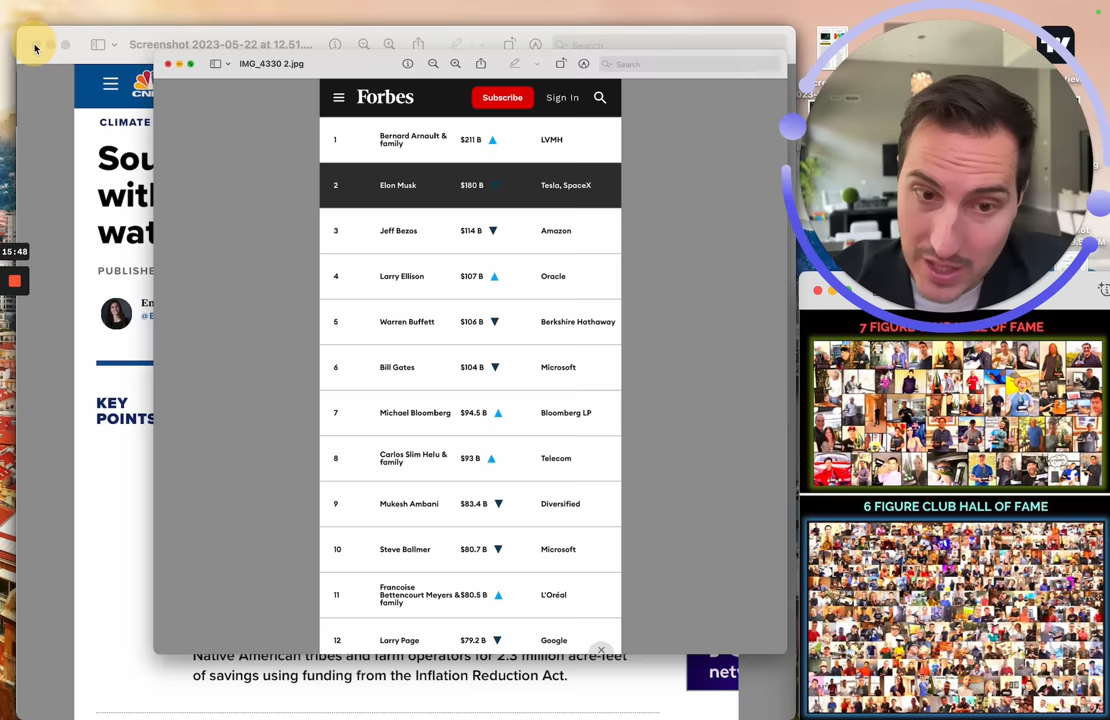 Screenshot 2023-05-22 at 12.51....
Search
IMG_4330 2.jpg
Search
CLIMATE
Sou
with
wat
PUBLISHE
En
KEY
POINTS
15:48
Forbes
Subscribe
Sign In
1 Bernard Arnault & family $211 B LVMH
2 Elon Musk $180 B Tesla, SpaceX
3 Jeff Bezos $114 B Amazon
4 Larry Ellison $107 B Oracle
5 Warren Buffett $106 B Berkshire Hathaway
6 Bill Gates $104 B Microsoft
7 Michael Bloomberg $94.5 B Bloomberg LP
8 Carlos Slim Helu & family $93 B Telecom
9 Mukesh Ambani $83.4 B Diversified
10 Steve Ballmer $80.7 B Microsoft
11 Francoise Bettencourt Meyers & family $80.5 B L'Oréal
12 Larry Page $79.2 B Google
Native American tribes and farm operators for 2.3 million acre-feet
of savings using funding from the Inflation Reduction Act.
net
7 FIGURE CLUB HALL OF FAME
6 FIGURE CLUB HALL OF FAME